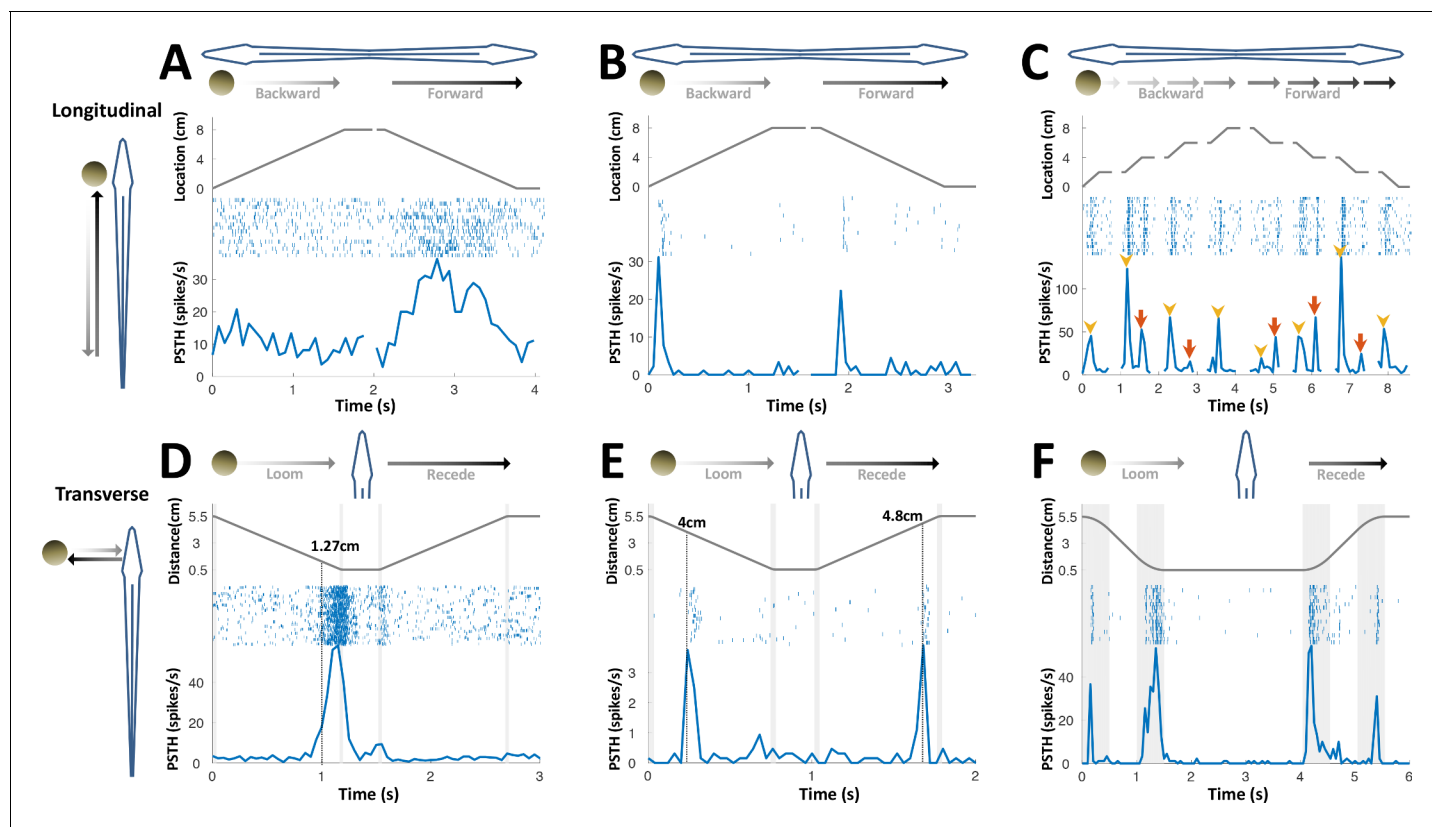 A
B
C
Backward
Forward
Backward
Forward
Backward
Forward
Longitudinal
Location (cm)
8
4
0
Location (cm)
8
4
0
Location (cm)
8
4
0
PSTH (spikes/s)
30
20
10
0
PSTH (spikes/s)
30
20
10
0
PSTH (spikes/s)
100
50
0
0 1 2 3 4
0 1 2 3
0 1 2 3 4 5 6 7 8
Time (s)
Time (s)
Time (s)
D
E
F
Loom
Recede
Loom
Recede
Loom
Recede
Transverse
Distance(cm)
5.5
3
0.5
1.27cm
Distance(cm)
5.5
3
0.5
4cm
4.8cm
Distance(cm)
5.5
3
0.5
PSTH (spikes/s)
40
20
0
PSTH (spikes/s)
3
2
1
0
PSTH (spikes/s)
40
20
0
0 1 2 3
0 1 2
0 1 2 3 4 5 6
Time (s)
Time (s)
Time (s)